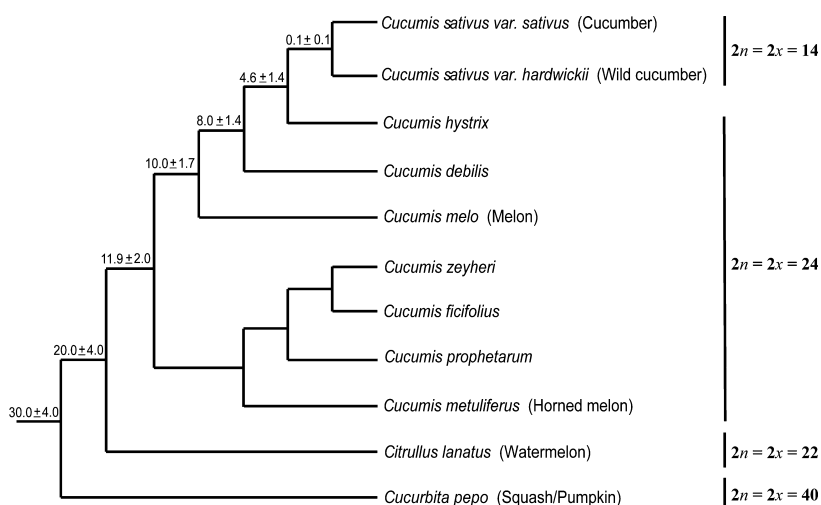 Cucumis sativus var. sativus (Cucumber)
0.1± 0.1
2n = 2x = 14
Cucumis sativus var. hardwickii (Wild cucumber)
4.6±1.4
Cucumis hystrix
8.0±1.4
Cucumis debilis
10.0±1.7
Cucumis melo (Melon)
11.9±2.0
Cucumis zeyheri
2n = 2x = 24
Cucumis ficifolius
20.0±4.0
Cucumis prophetarum
Cucumis metuliferus (Horned melon)
30.0±4.0
Citrullus lanatus (Watermelon)
2n = 2x = 22
Cucurbita pepo (Squash/Pumpkin)
2n = 2x = 40